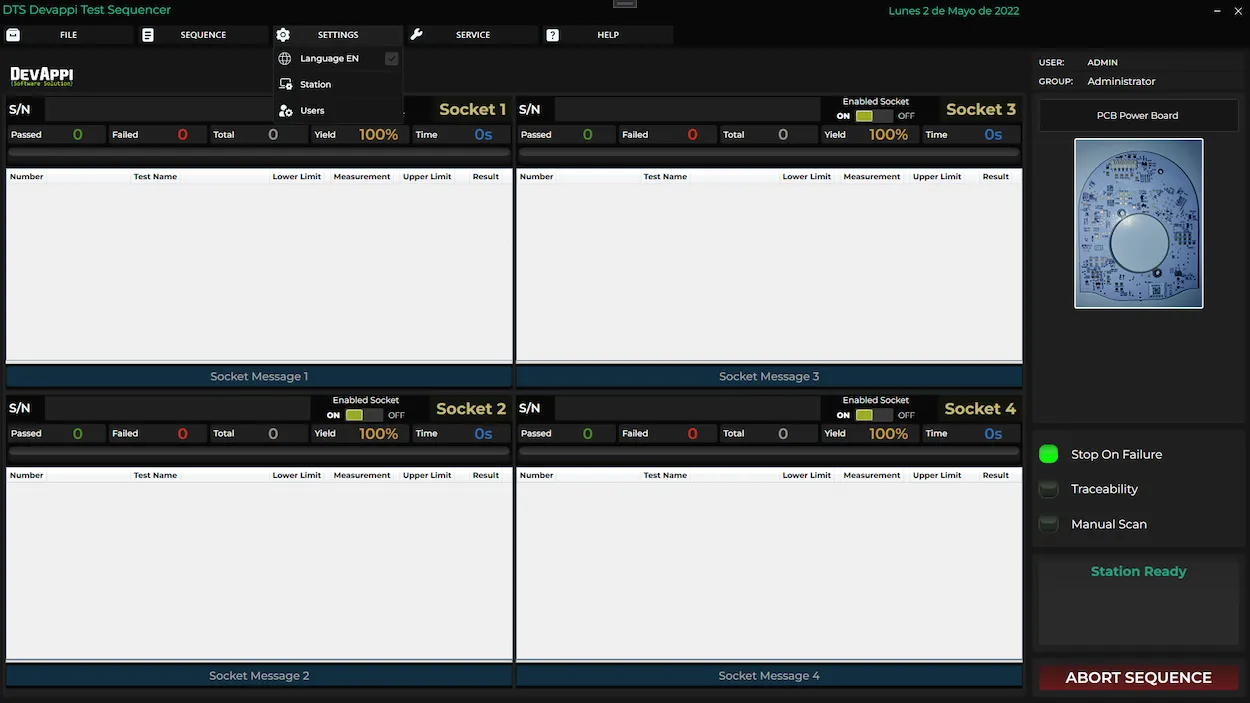 DTS Devappi Test Sequencer
Lunes 2 de Mayo de 2022
FILE SEQUENCE SETTINGS SERVICE HELP
Language EN
Station
Users
DEVAPPI
(Software Solution)
USER: ADMIN
GROUP: Administrator
PCB Power Board
S/N Socket 1
Passed 0 Failed 0 Total 0 Yield 100% Time 0s
Number Test Name Lower Limit Measurement Upper Limit Result
Socket Message 1
S/N Enabled Socket ON OFF Socket 3
Passed 0 Failed 0 Total 0 Yield 100% Time 0s
Number Test Name Lower Limit Measurement Upper Limit Result
Socket Message 3
S/N Enabled Socket ON OFF Socket 2
Passed 0 Failed 0 Total 0 Yield 100% Time 0s
Number Test Name Lower Limit Measurement Upper Limit Result
Socket Message 2
S/N Enabled Socket ON OFF Socket 4
Passed 0 Failed 0 Total 0 Yield 100% Time 0s
Number Test Name Lower Limit Measurement Upper Limit Result
Socket Message 4
Stop On Failure
Traceability
Manual Scan
Station Ready
ABORT SEQUENCE